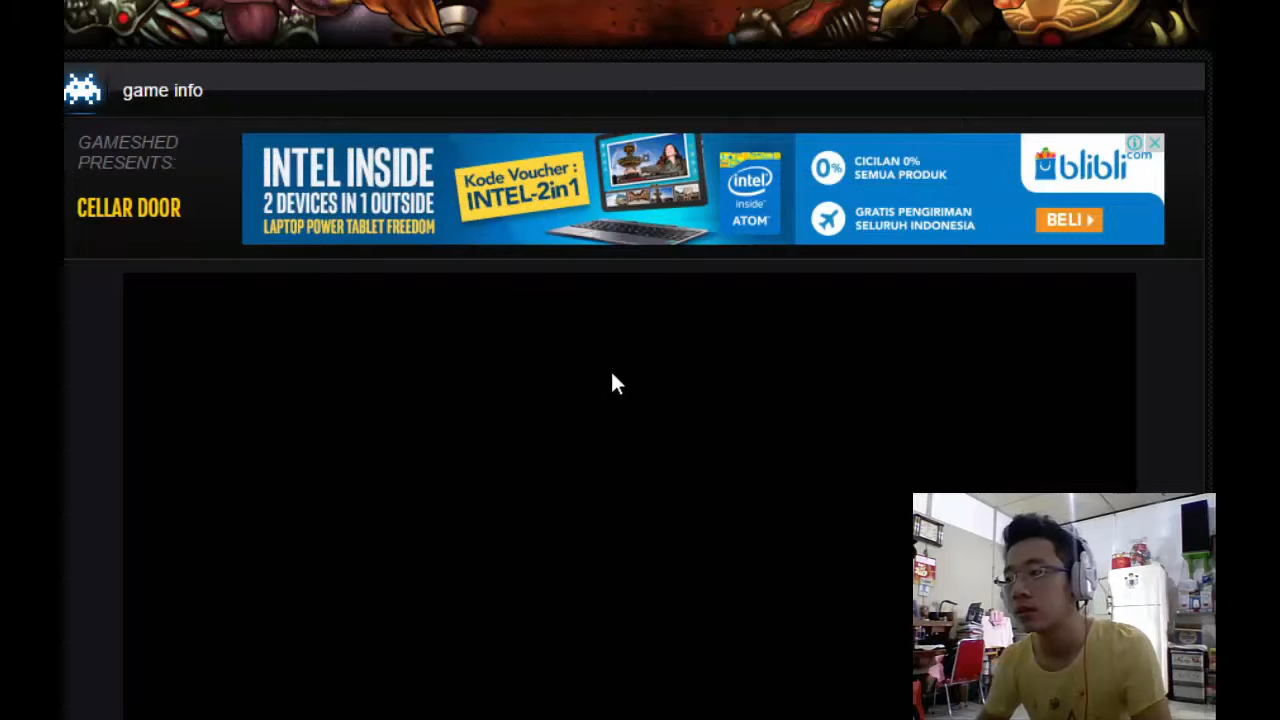 game info
GAMESHED
PRESENTS:
CELLAR DOOR
INTEL INSIDE
2 DEVICES IN 1 OUTSIDE
LAPTOP POWER TABLET FREEDOM
Kode Voucher :
INTEL-2in1
intel
inside
ATOM™
0%
CICILAN 0%
SEMUA PRODUK
GRATIS PENGIRIMAN
SELURUH INDONESIA
blibli.com
BELI